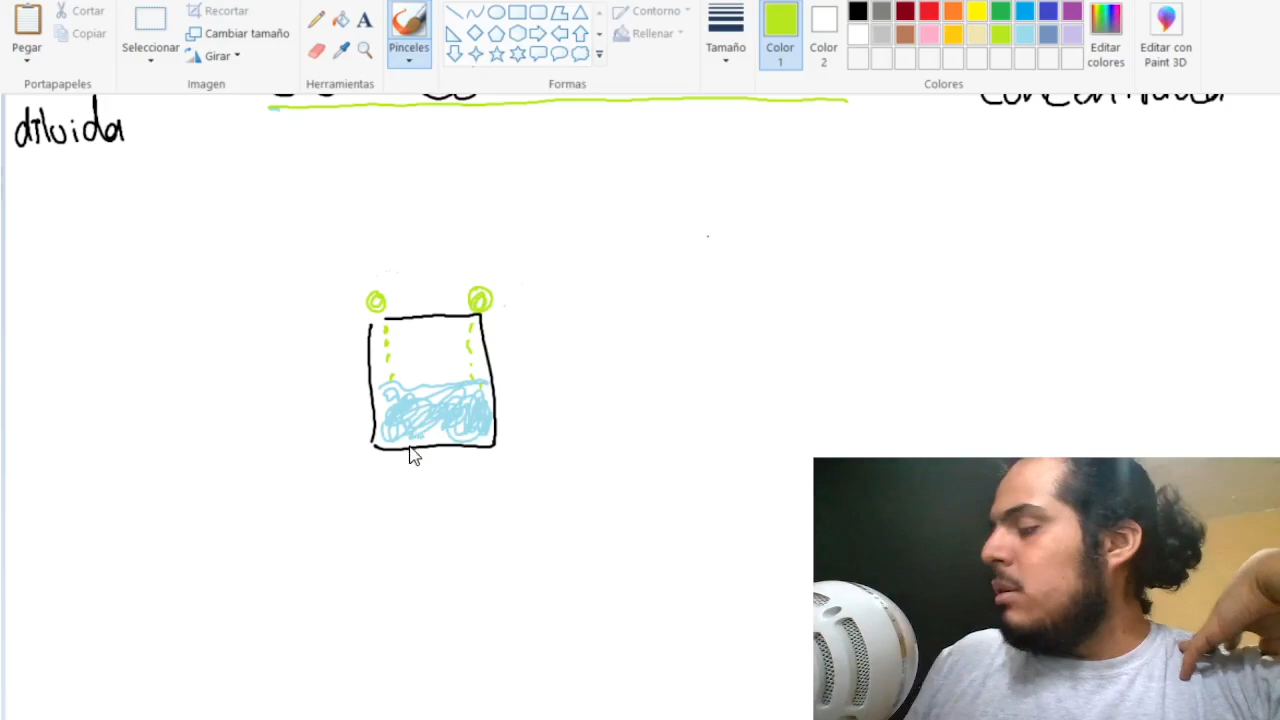 Pegar
Cortar
Copiar
Portapapeles
Seleccionar
Recortar
Cambiar tamaño
Girar
Imagen
A
Herramientas
Pinceles
Formas
Contorno
Rellenar
Tamaño
Color
1
Color
2
Colores
Editar
colores
Editar con
Paint 3D
diluida